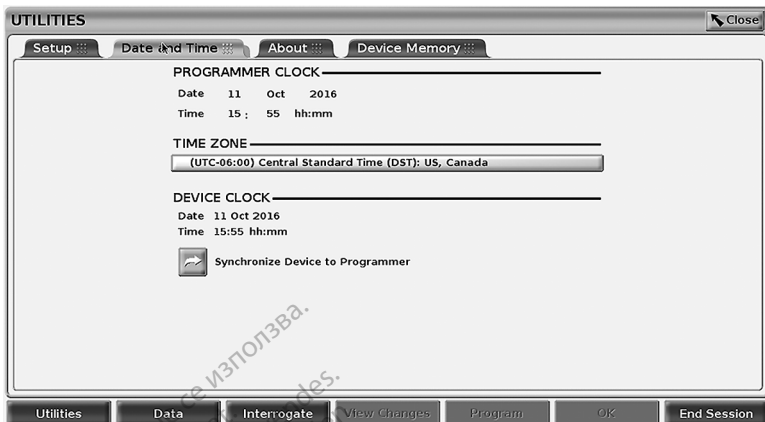 UTILITIES
Close
Setup Date and Time About Device Memory
PROGRAMMER CLOCK
Date 11 Oct 2016
Time 15 : 55 hh:mm
TIME ZONE
(UTC-06:00) Central Standard Time (DST): US, Canada
DEVICE CLOCK
Date 11 Oct 2016
Time 15:55 hh:mm
Synchronize Device to Programmer
се използва.
Utilities Data Interrogate View Changes Program OK End Session